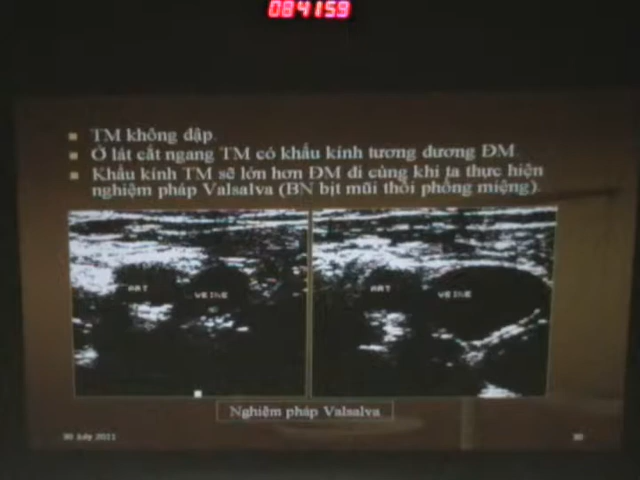 084159
TM không đập.
Ở lát cắt ngang TM có khẩu kính tương đương ĐM.
Khẩu kính TM sẽ lớn hơn ĐM đi cùng khi ta thực hiện
nghiệm pháp Valsalva (BN bịt mũi thổi phồng miệng).
ART
VEINE
ART
VEINE
Nghiệm pháp Valsalva
30 July 2011
30